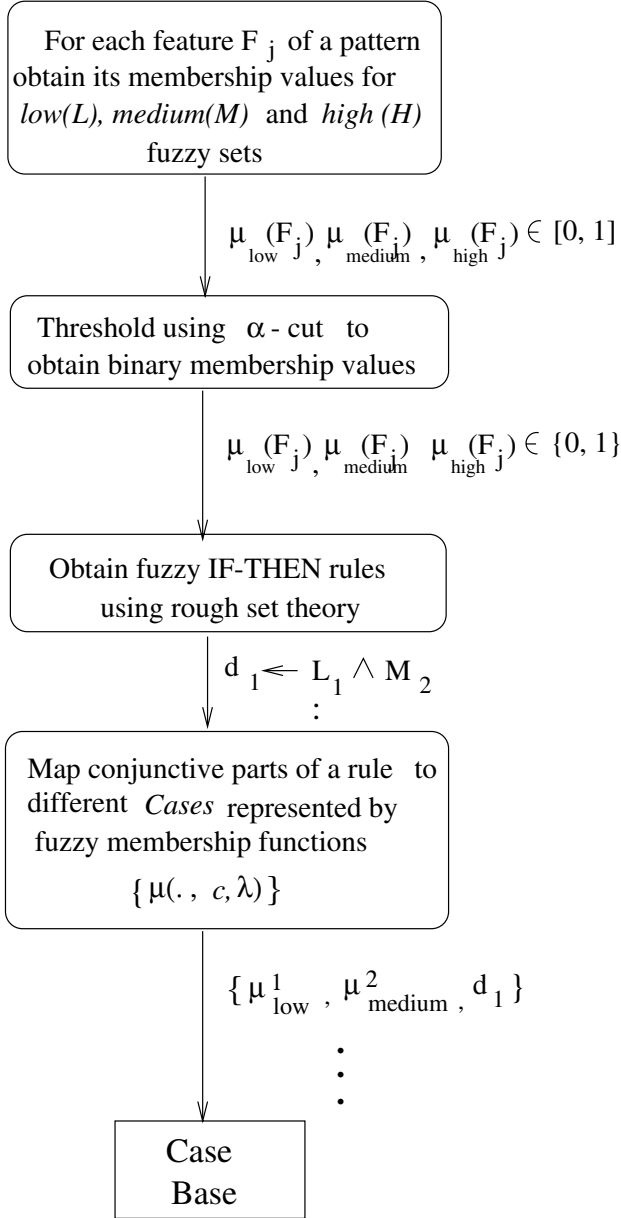 For each feature F j of a pattern
obtain its membership values for
low(L), medium(M) and high (H)
fuzzy sets
μ low (F j) , μ medium (F j) , μ high (F j) ∈ [0, 1]
Threshold using α - cut to
obtain binary membership values
μ low (F j) , μ medium (F j) μ high (F j) ∈ {0, 1}
Obtain fuzzy IF-THEN rules
using rough set theory
d 1 ← L 1 ∧ M 2
:
Map conjunctive parts of a rule to
different Cases represented by
fuzzy membership functions
{ μ(. , c, λ) }
{ μ 1 low , μ 2 medium , d 1 }
Case
Base